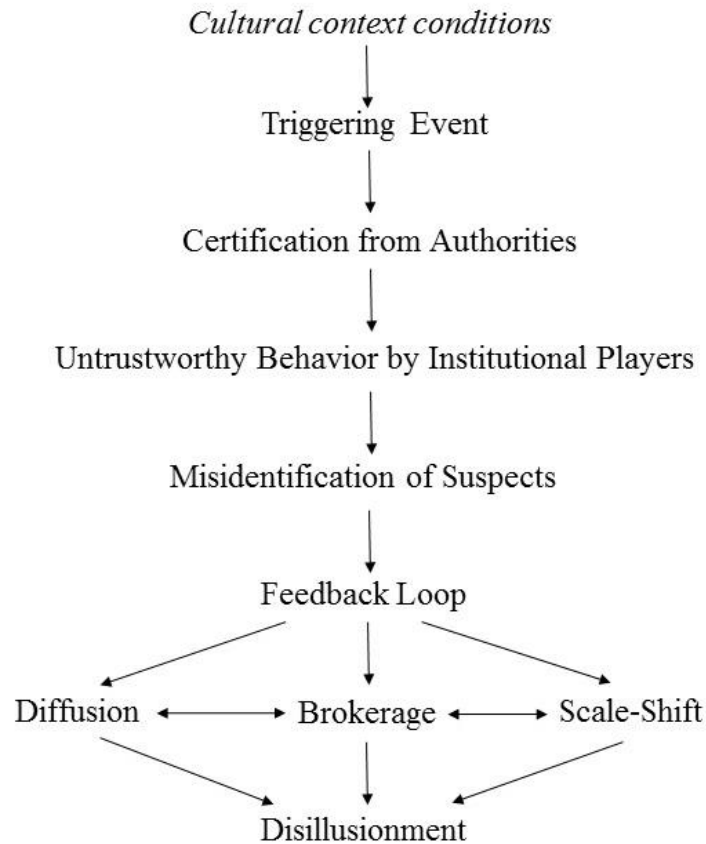 Cultural context conditions
Triggering Event
Certification from Authorities
Untrustworthy Behavior by Institutional Players
Misidentification of Suspects
Feedback Loop
Diffusion Brokerage Scale-Shift
Disillusionment